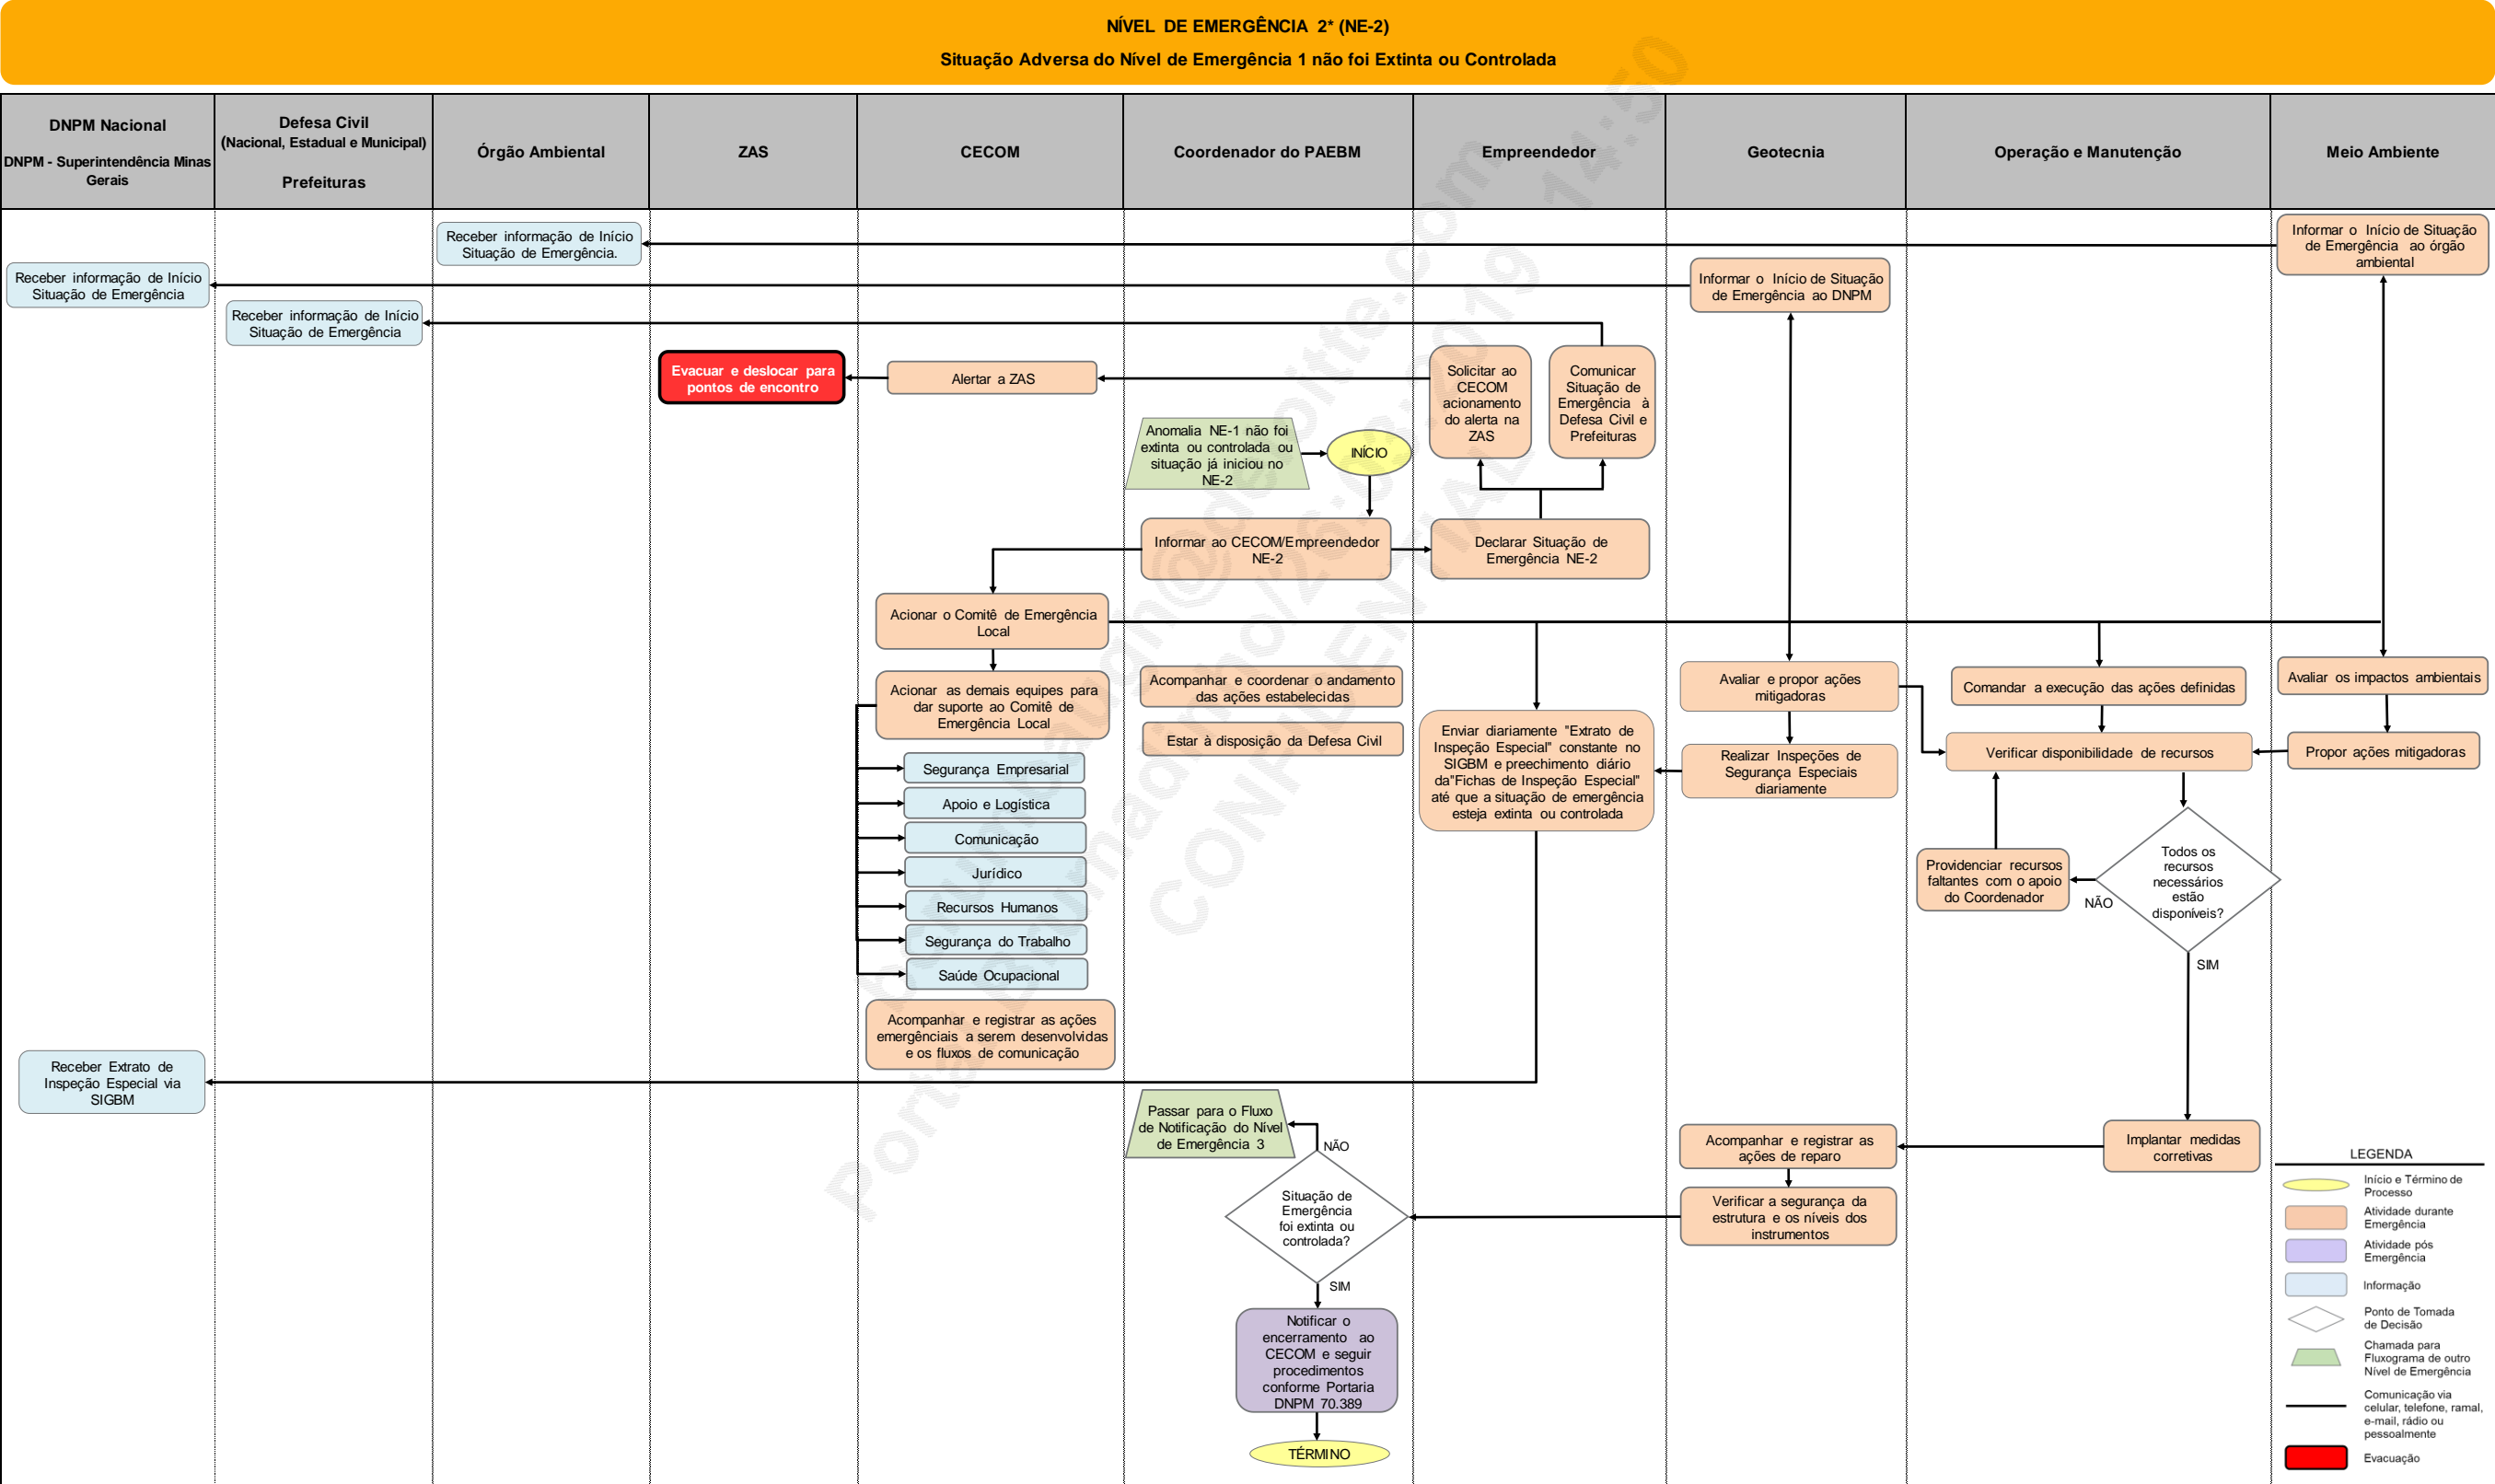 NÍVEL DE EMERGÊNCIA 2* (NE-2)
Situação Adversa do Nível de Emergência 1 não foi Extinta ou Controlada
DNPM Nacional
DNPM - Superintendência Minas
Gerais
Defesa Civil
(Nacional, Estadual e Municipal)
Prefeituras
Órgão Ambiental
ZAS
CECOM
Coordenador do PAEBM
Empreendedor
Geotecnia
Operação e Manutenção
Meio Ambiente
Receber informação de Início
Situação de Emergência.
Informar o Início de Situação
de Emergência ao órgão
ambiental
Receber informação de Início
Situação de Emergência
Informar o Início de Situação
de Emergência ao DNPM
Receber informação de Início
Situação de Emergência
Evacuar e deslocar para
pontos de encontro
Alertar a ZAS
Solicitar ao
CECOM
acionamento
do alerta na
ZAS
Comunicar
Situação de
Emergência à
Defesa Civil e
Prefeituras
Anomalia NE-1 não foi
extinta ou controlada ou
situação já iniciou no
NE-2
INÍCIO
Informar ao CECOM/Empreendedor
NE-2
Declarar Situação de
Emergência NE-2
Acionar o Comitê de Emergência
Local
Acionar as demais equipes para
dar suporte ao Comitê de
Emergência Local
Acompanhar e coordenar o andamento
das ações estabelecidas
Estar à disposição da Defesa Civil
Enviar diariamente "Extrato de
Inspeção Especial" constante no
SIGBM e preechimento diário
da"Fichas de Inspeção Especial"
até que a situação de emergência
esteja extinta ou controlada
Avaliar e propor ações
mitigadoras
Realizar Inspeções de
Segurança Especiais
diariamente
Comandar a execução das ações definidas
Verificar disponibilidade de recursos
Avaliar os impactos ambientais
Propor ações mitigadoras
Segurança Empresarial
Apoio e Logística
Comunicação
Jurídico
Recursos Humanos
Segurança do Trabalho
Saúde Ocupacional
Providenciar recursos
faltantes com o apoio
do Coordenador
NÃO
Todos os
recursos
necessários
estão
disponíveis?
SIM
Acompanhar e registrar as ações
emergênciais a serem desenvolvidas
e os fluxos de comunicação
Receber Extrato de
Inspeção Especial via
SIGBM
Passar para o Fluxo
de Notificação do Nível
de Emergência 3
NÃO
Situação de
Emergência
foi extinta ou
controlada?
SIM
Acompanhar e registrar as
ações de reparo
Verificar a segurança da
estrutura e os níveis dos
instrumentos
Implantar medidas
corretivas
Notificar o
encerramento ao
CECOM e seguir
procedimentos
conforme Portaria
DNPM 70.389
TÉRMINO
LEGENDA
Início e Término de
Processo
Atividade durante
Emergência
Atividade pós
Emergência
Informação
Ponto de Tomada
de Decisão
Chamada para
Fluxograma de outro
Nível de Emergência
Comunicação via
celular, telefone, ramal,
e-mail, rádio ou
pessoalmente
Evacuação
CONFIDENTIAL